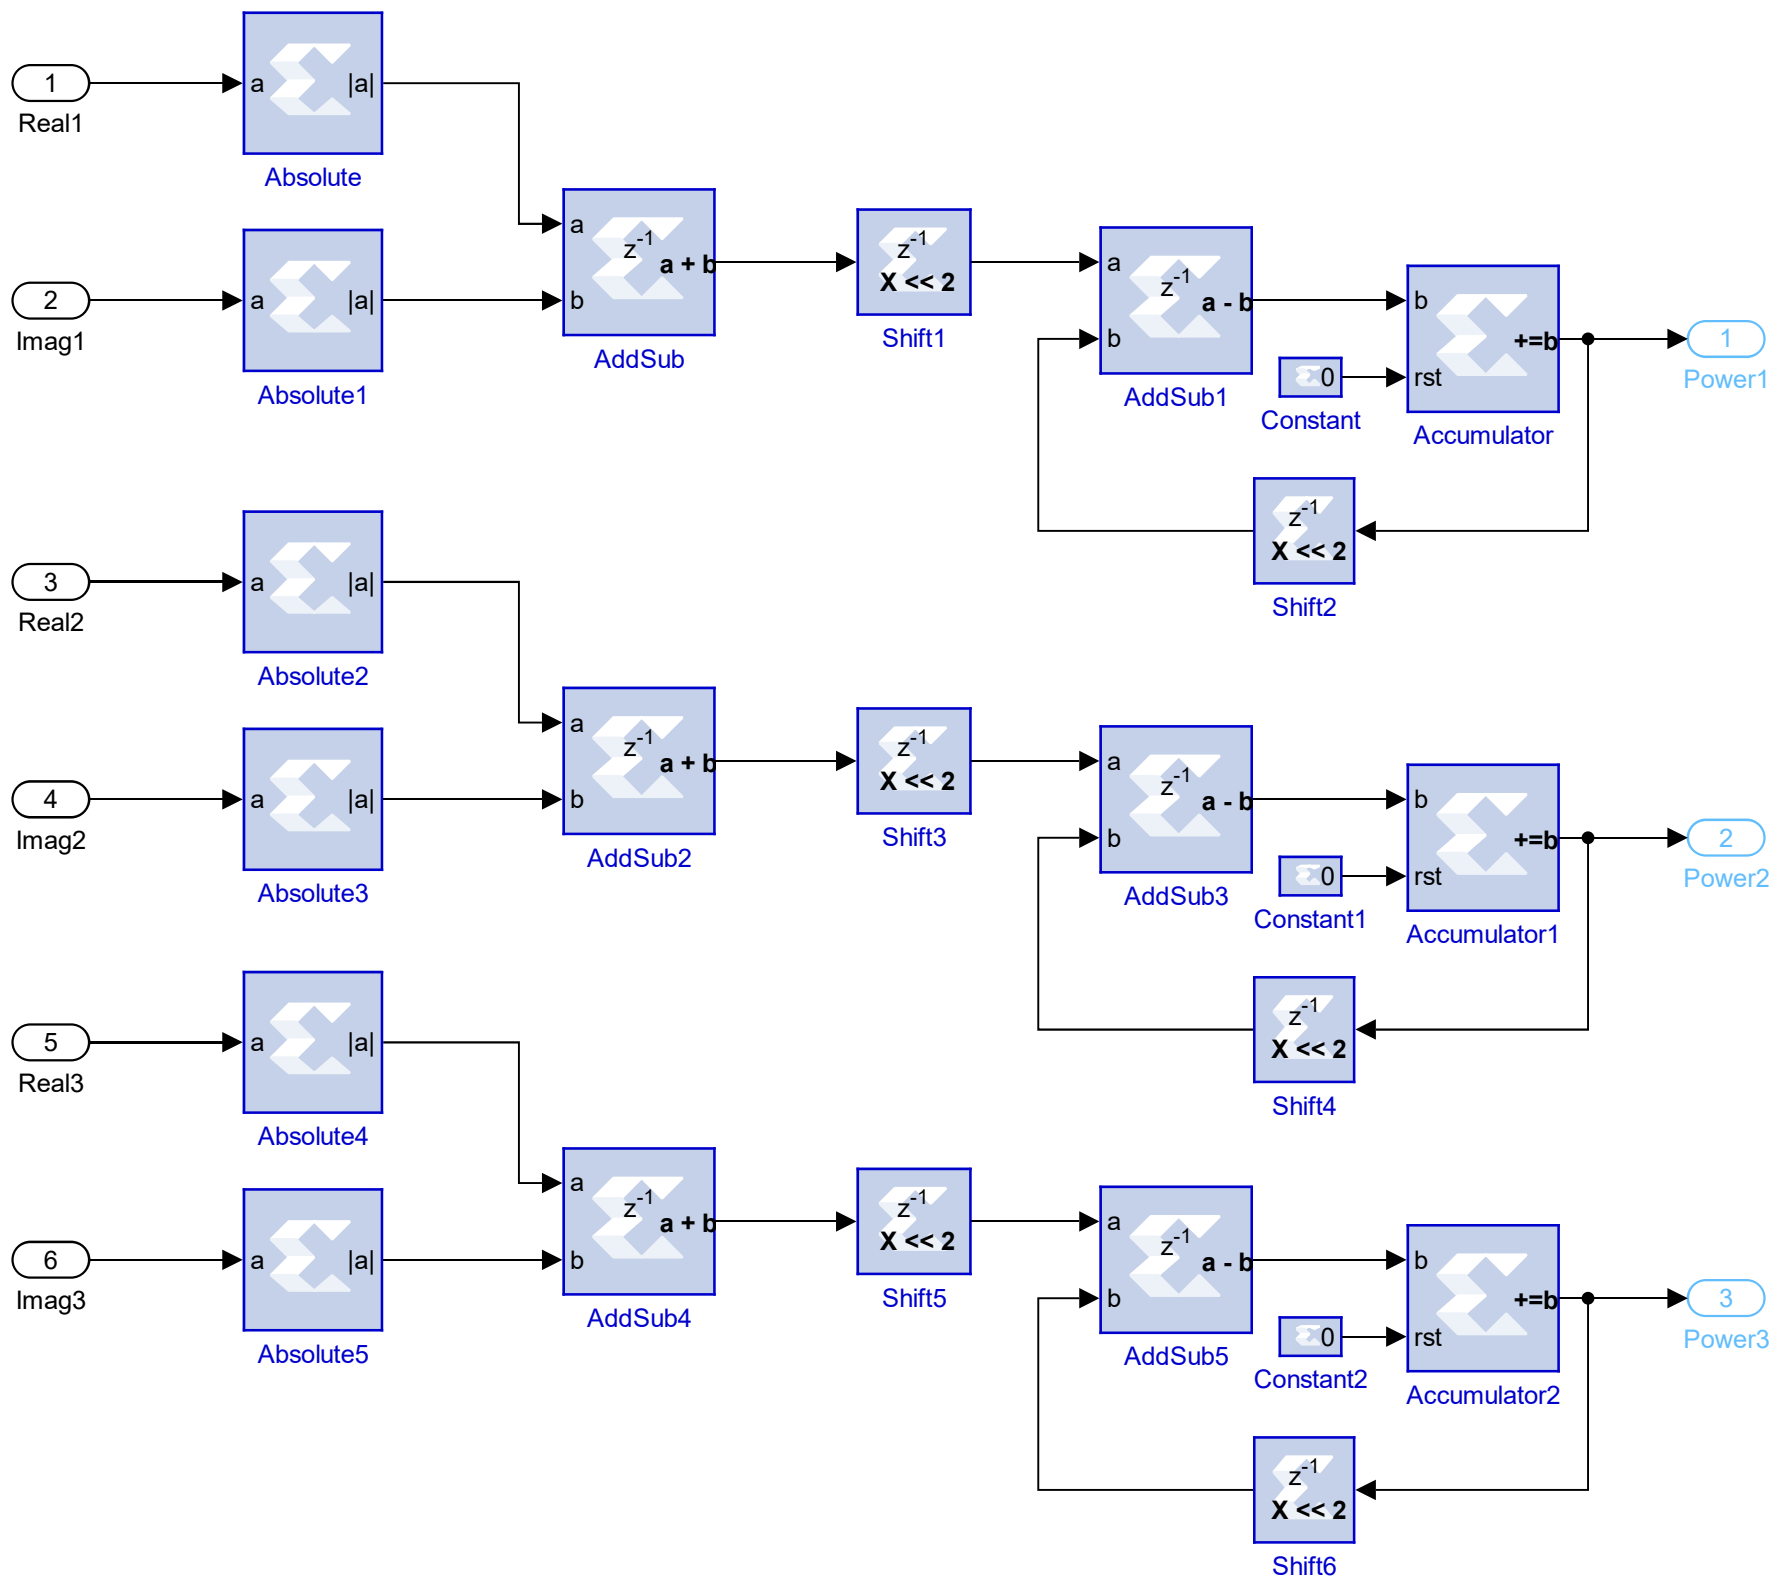 1
Real1
a |a|
Absolute
2
Imag1
a |a|
Absolute1
a
b
z-1
a + b
AddSub
z-1
X << 2
Shift1
a
b
z-1
a - b
AddSub1
0
Constant
b
rst
+=b
Accumulator
1
Power1
z-1
X << 2
Shift2
3
Real2
a |a|
Absolute2
4
Imag2
a |a|
Absolute3
a
b
z-1
a + b
AddSub2
z-1
X << 2
Shift3
a
b
z-1
a - b
AddSub3
0
Constant1
b
rst
+=b
Accumulator1
2
Power2
z-1
X << 2
Shift4
5
Real3
a |a|
Absolute4
6
Imag3
a |a|
Absolute5
a
b
z-1
a + b
AddSub4
z-1
X << 2
Shift5
a
b
z-1
a - b
AddSub5
0
Constant2
b
rst
+=b
Accumulator2
3
Power3
z-1
X << 2
Shift6